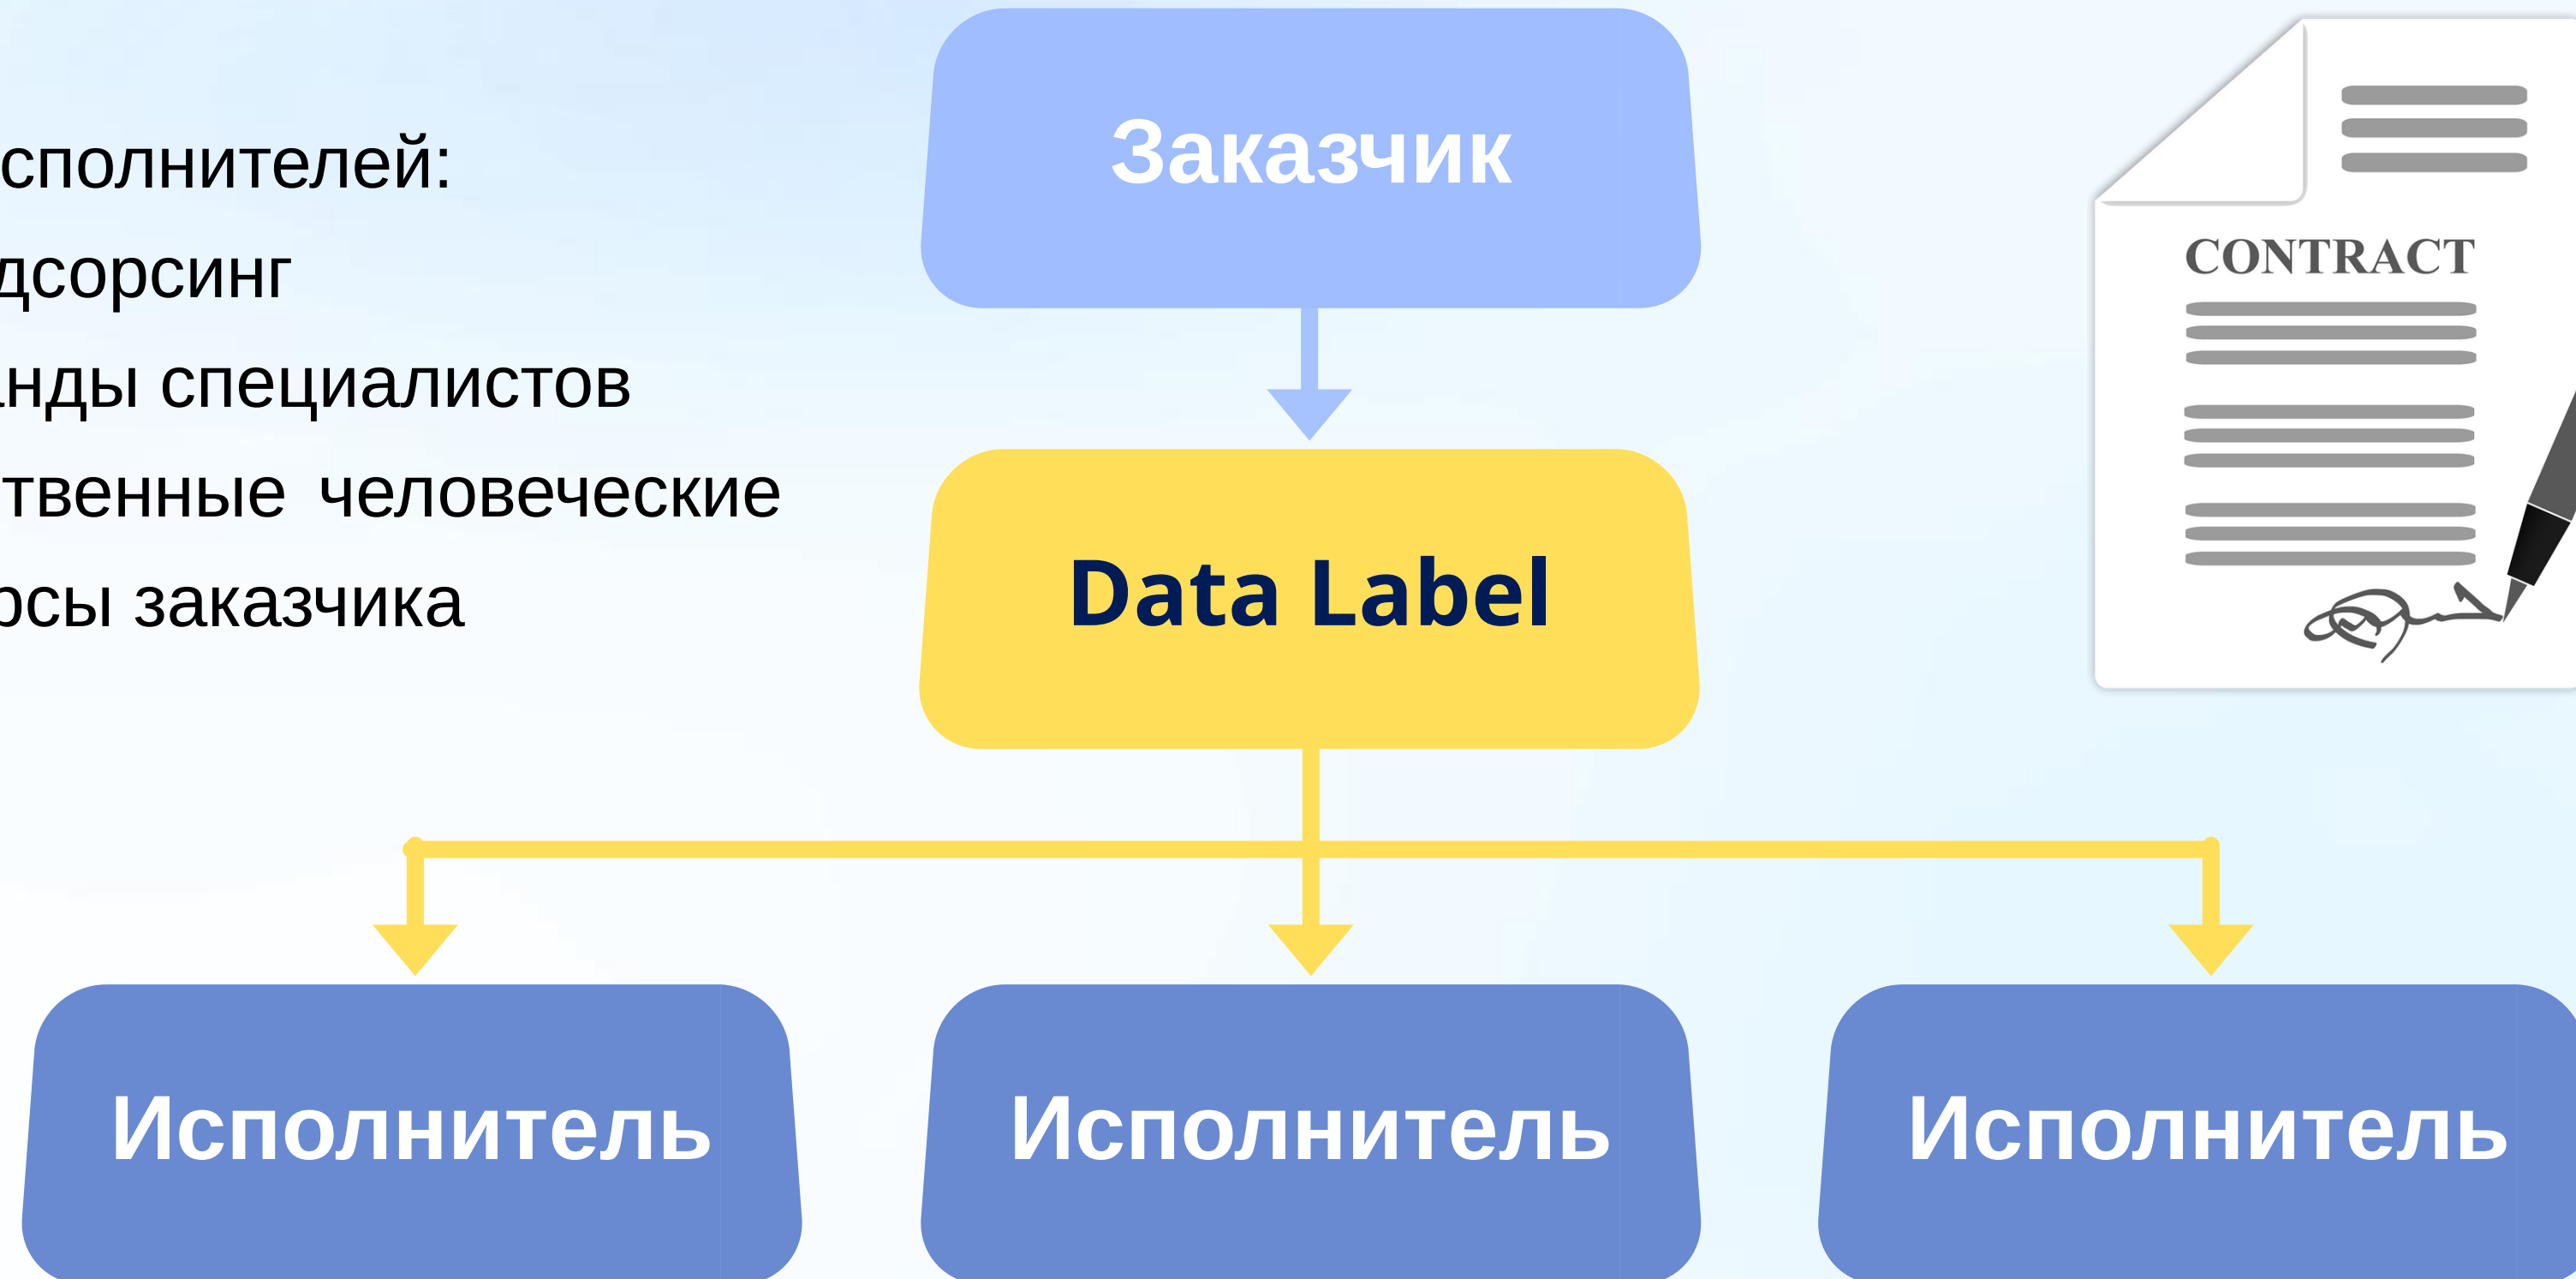 сполнителей:
дсорсинг
нды специалистов
твенные человеческие
рсы заказчика
Заказчик
CONTRACT
Data Label
Исполнитель Исполнитель Исполнитель